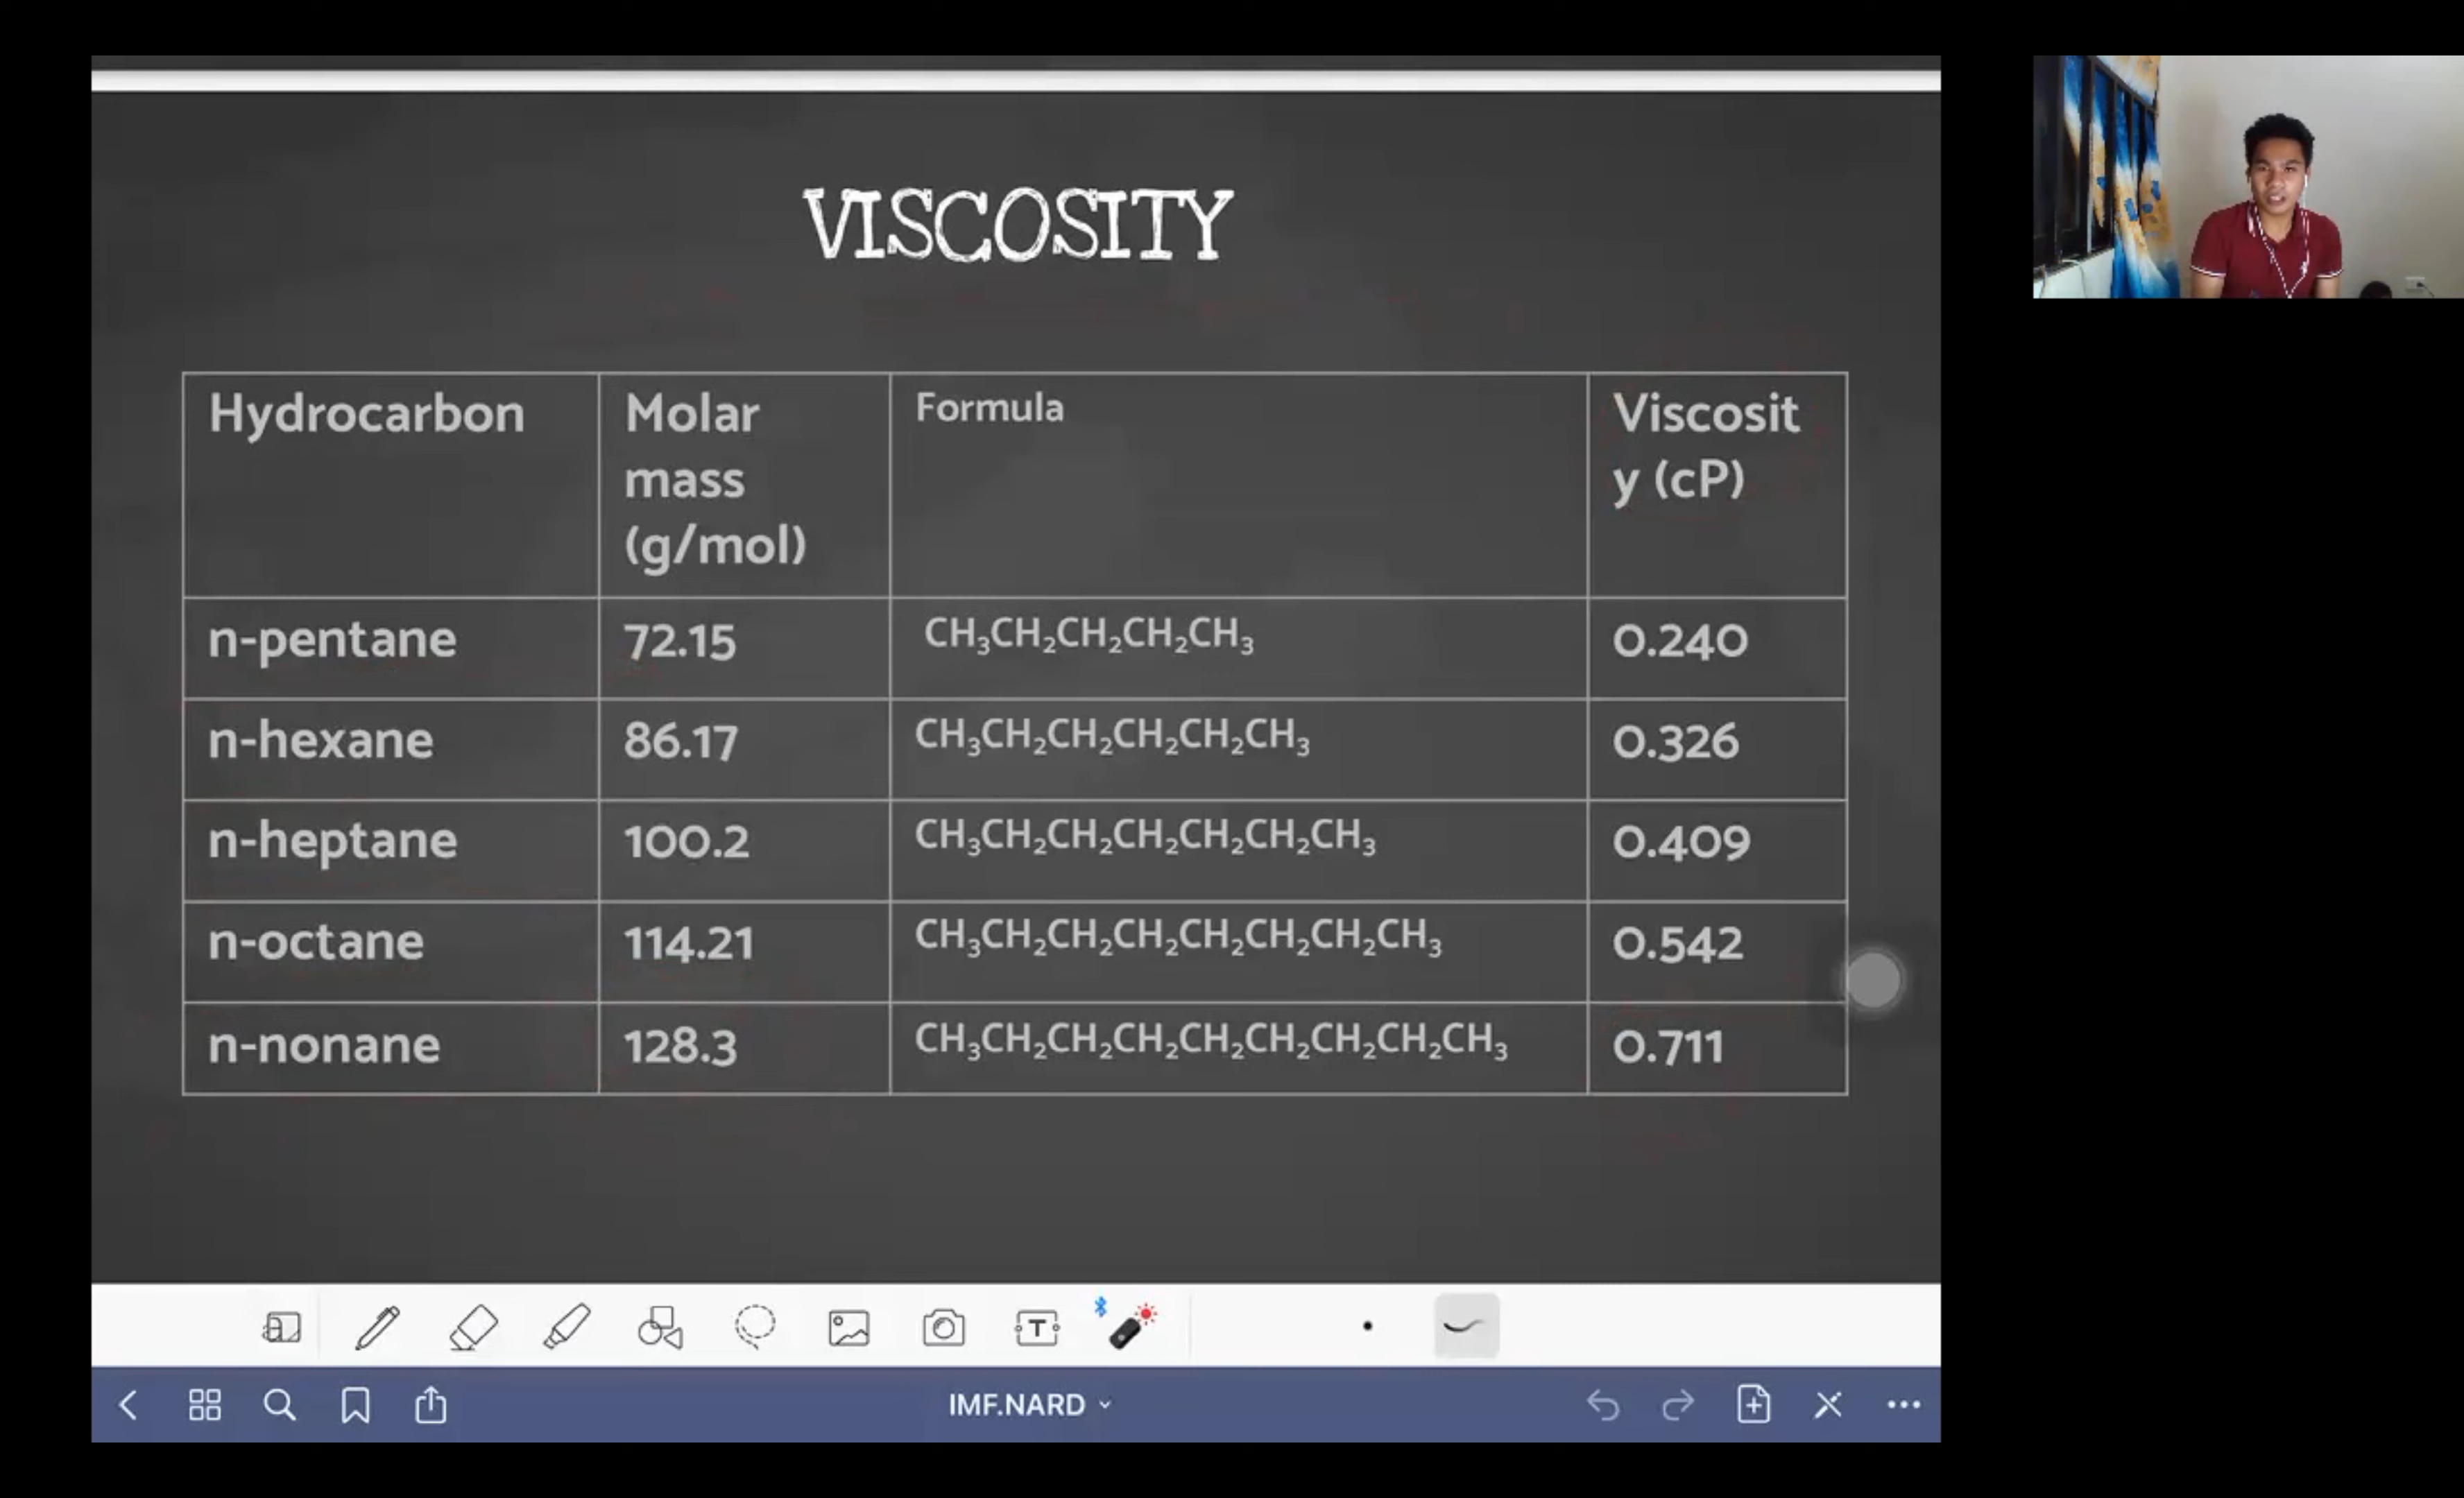 VISCOSITY
Hydrocarbon
Molar
mass
(g/mol)
Formula
Viscosit
y (cP)
n-pentane
72.15
CH₃CH₂CH₂CH₂CH₃
0.240
n-hexane
86.17
CH₃CH₂CH₂CH₂CH₂CH₃
0.326
n-heptane
100.2
CH₃CH₂CH₂CH₂CH₂CH₂CH₃
0.409
n-octane
114.21
CH₃CH₂CH₂CH₂CH₂CH₂CH₂CH₃
0.542
n-nonane
128.3
CH₃CH₂CH₂CH₂CH₂CH₂CH₂CH₂CH₃
0.711
IMF.NARD